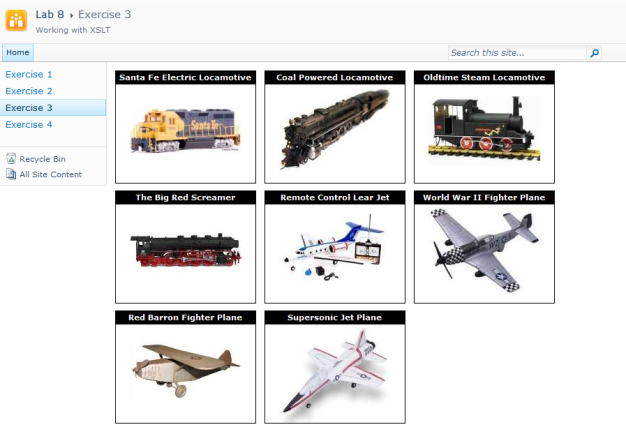 Lab 8 ▸ Exercise 3
Working with XSLT
Home
Search this site...
Exercise 1
Exercise 2
Exercise 3
Exercise 4
Recycle Bin
All Site Content
Santa Fe Electric Locamotive
Coal Powered Locamotive
Oldtime Steam Locamotive
Santa Fe
The Big Red Screamer
Remote Control Lear Jet
World War II Fighter Plane
Red Barron Fighter Plane
Supersonic Jet Plane